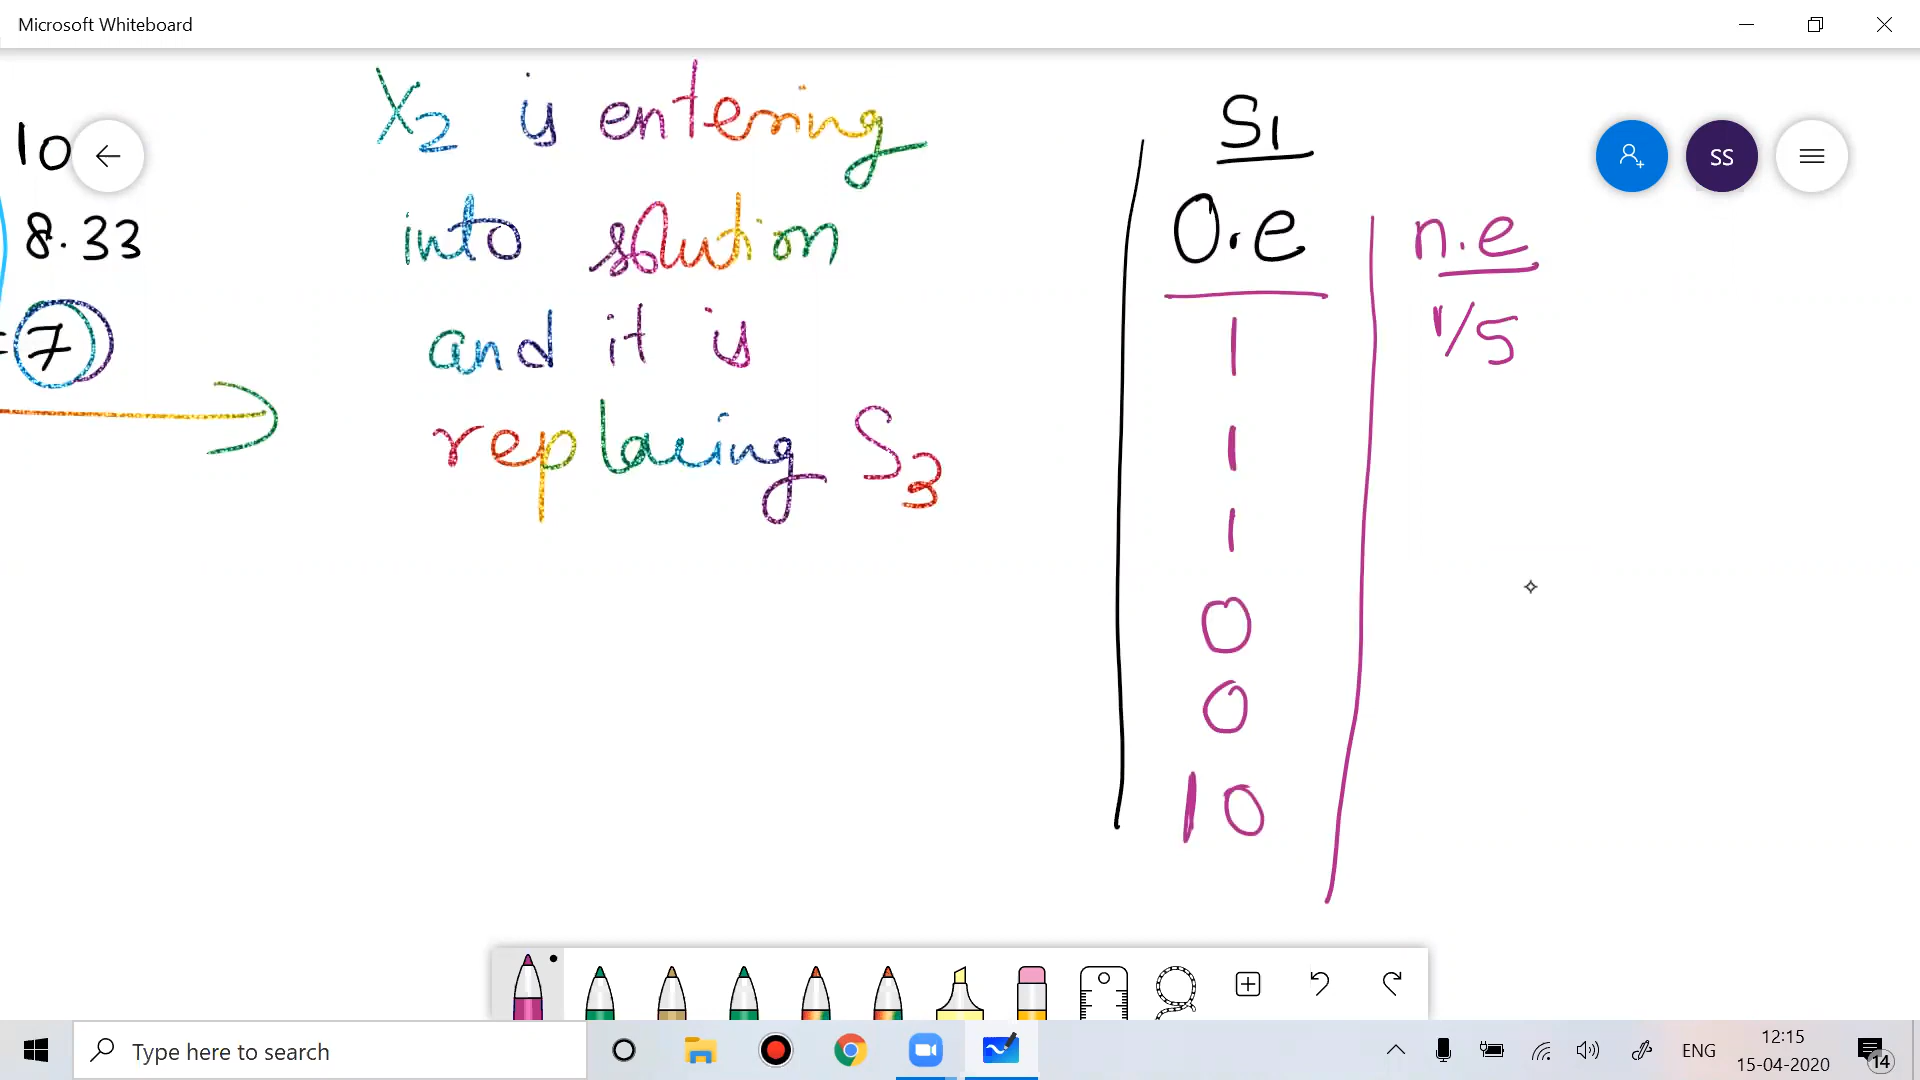 Microsoft Whiteboard
10
8.33
7
X2 is entering
into solution
and it is
replacing S3
S1
O.e
1
1
1
0
0
10
n.e
1/5
SS
Type here to search
ENG
12:15
15-04-2020
14